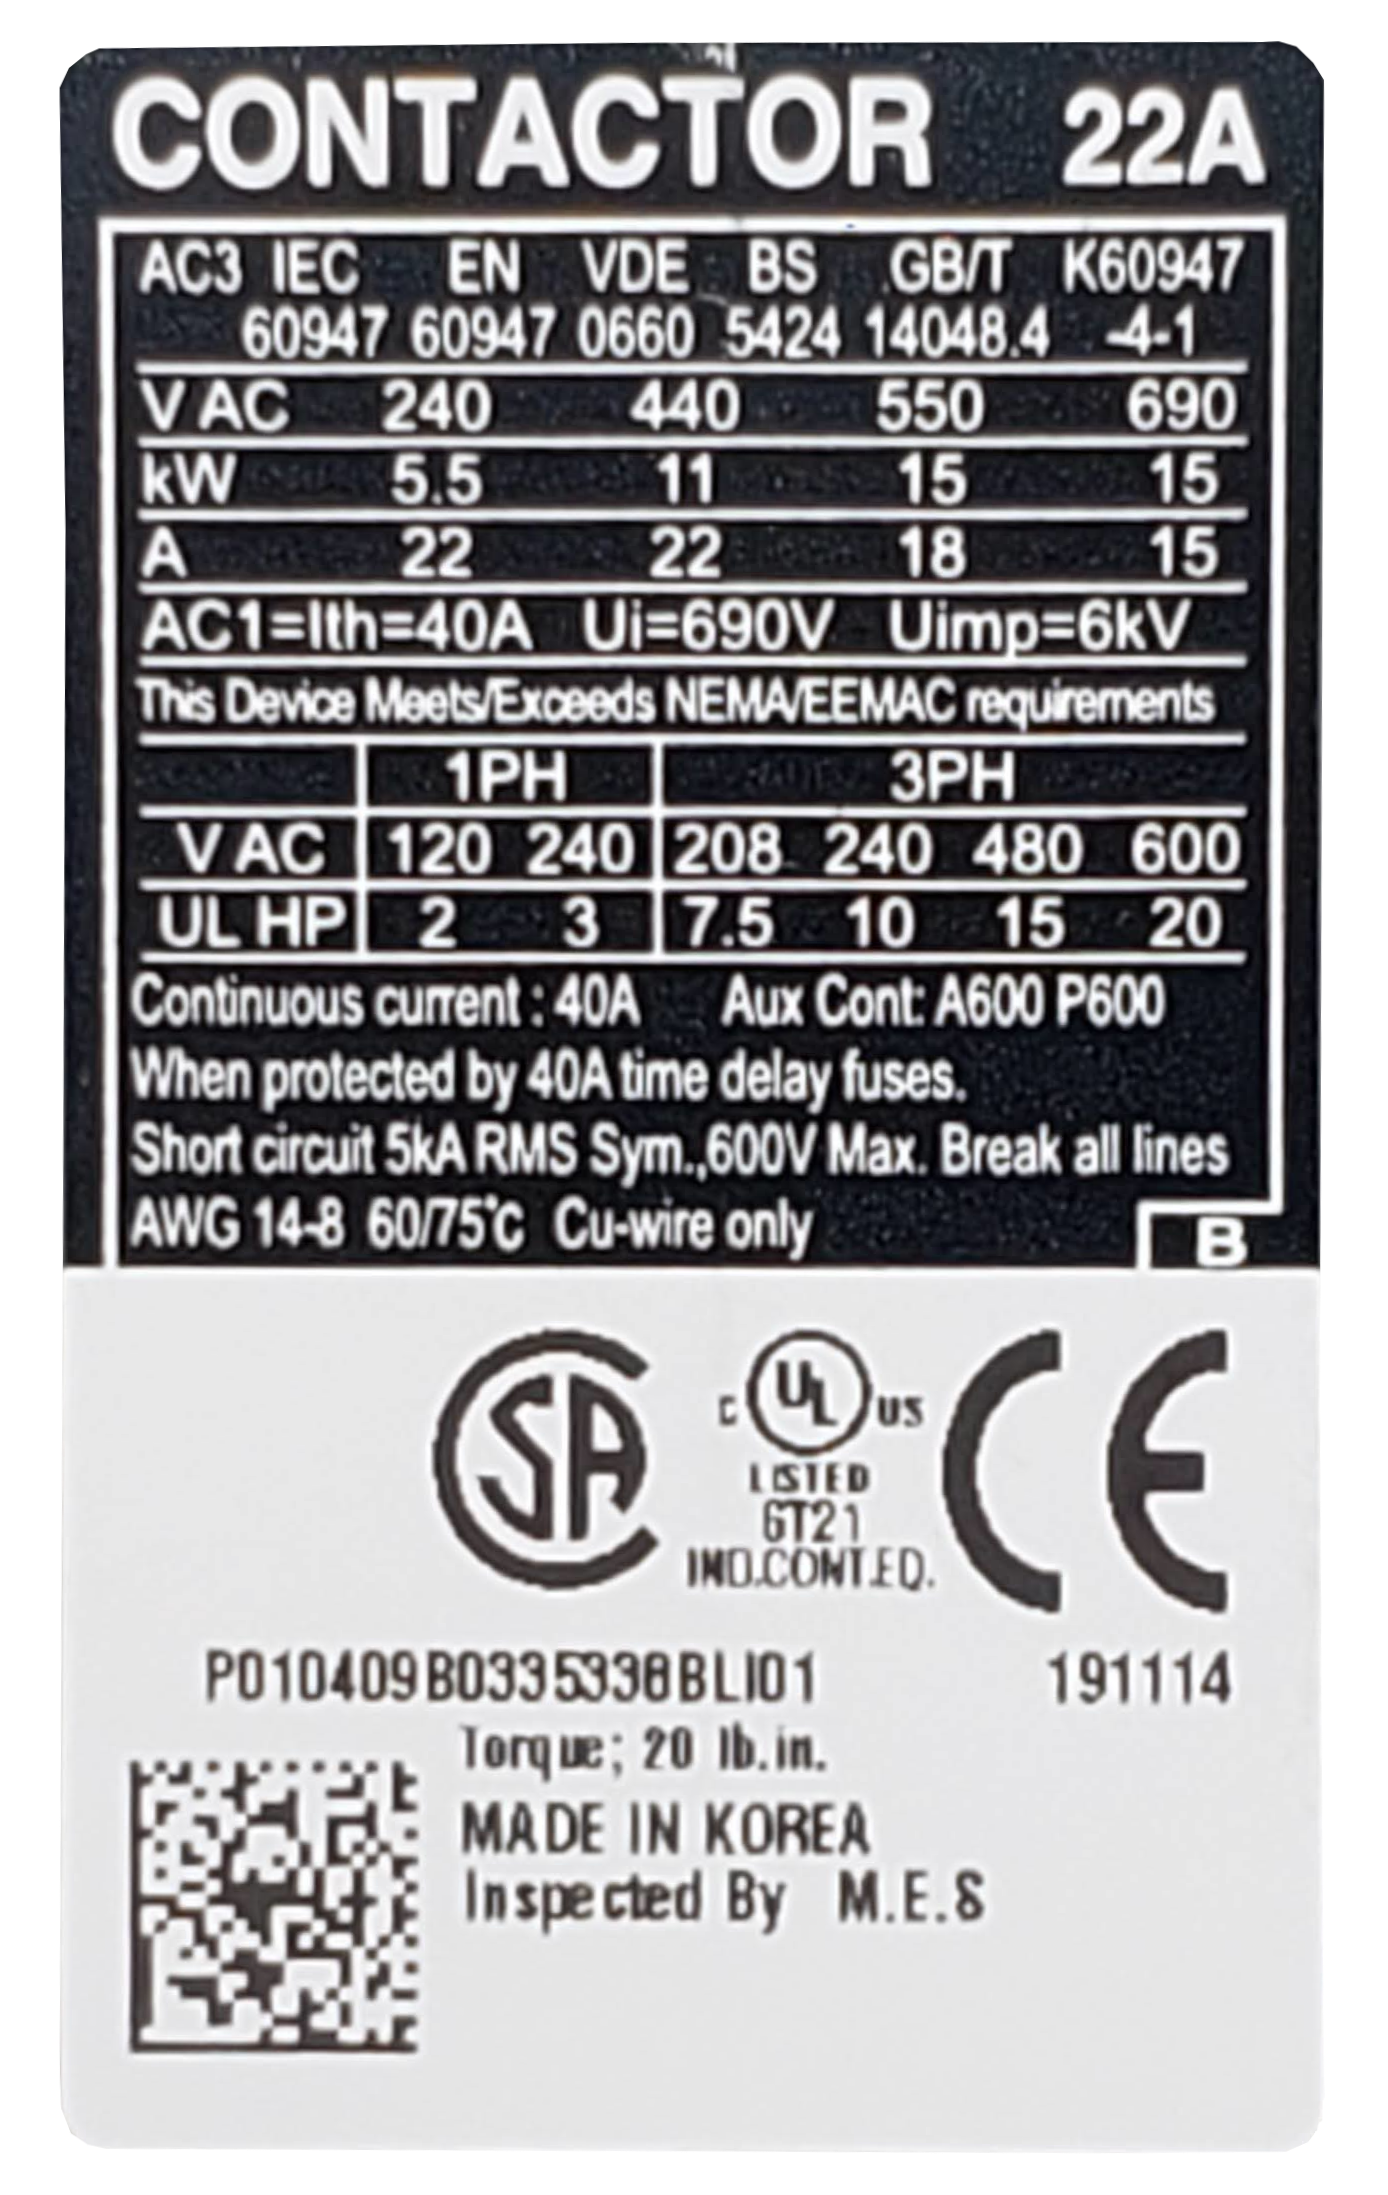 CONTACTOR 22A
AC3 IEC EN VDE BS GB/T K60947
60947 60947 0660 5424 14048.4 -4-1
V AC 240 440 550 690
kW 5.5 11 15 15
A 22 22 18 15
AC1=Ith=40A Ui=690V Uimp=6kV
This Device Meets/Exceeds NEMA/EEMAC requirements
1PH 3PH
V AC 120 240 208 240 480 600
UL HP 2 3 7.5 10 15 20
Continuous current : 40A Aux Cont: A600 P600
When protected by 40A time delay fuses.
Short circuit 5kA RMS Sym.,600V Max. Break all lines
AWG 14-8 60/75°C Cu-wire only
B
SA C UL US CE
LISTED
6T21
IND.CONT.EQ.
P010409B0335338BLI01 191114
Torque; 20 lb.in.
MADE IN KOREA
Inspected By M.E.S